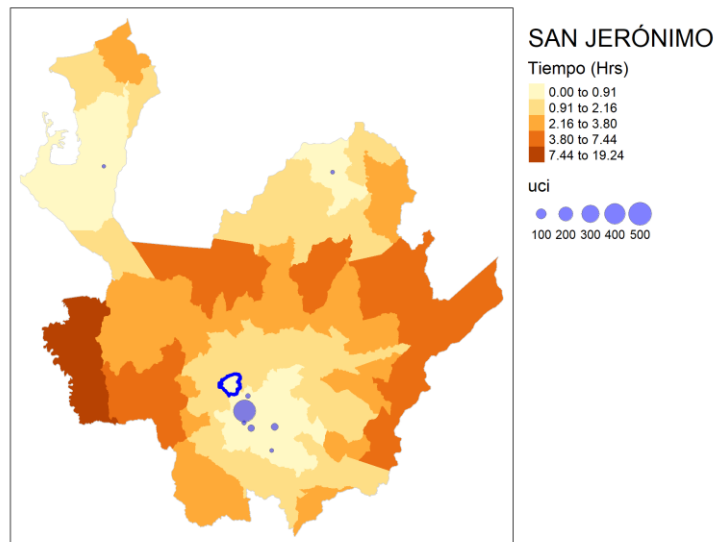 SAN JERÓNIMO
Tiempo (Hrs)
0.00 to 0.91
0.91 to 2.16
2.16 to 3.80
3.80 to 7.44
7.44 to 19.24
uci
100 200 300 400 500